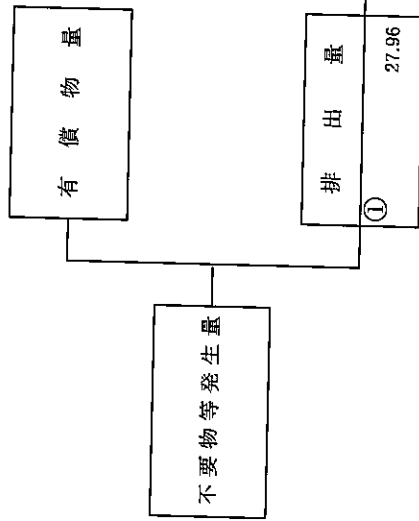 有償物量
不要物等発生量
排出量
①
27.96